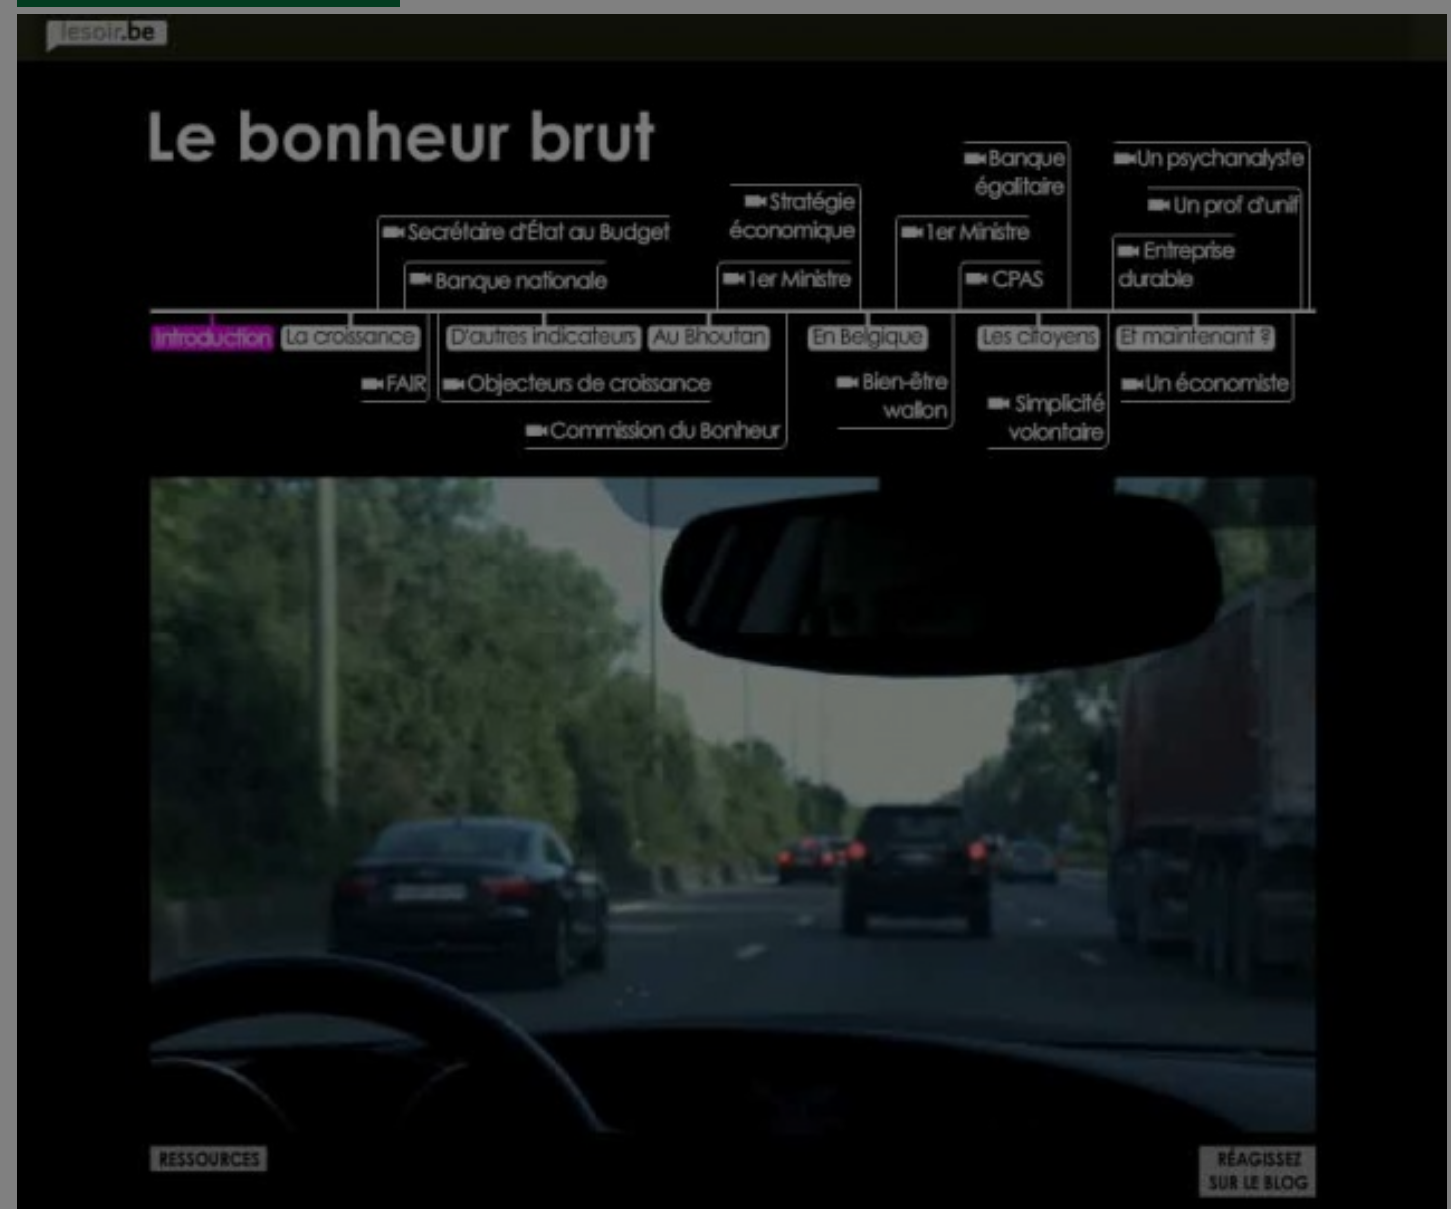 lesoir.be
Le bonheur brut
Banque
égalitaire
Un psychanalyste
Stratégie
économique
Un prof d'unif
Secrétaire d'État au Budget
1er Ministre
Entreprise
durable
Banque nationale
1er Ministre
CPAS
Introduction
La croissance
D'autres indicateurs
Au Bhoutan
En Belgique
Les citoyens
Et maintenant ?
FAIR
Objecteurs de croissance
Bien-être
wallon
Simplicité
volontaire
Un économiste
Commission du Bonheur
RESSOURCES
RÉAGISSEZ
SUR LE BLOG